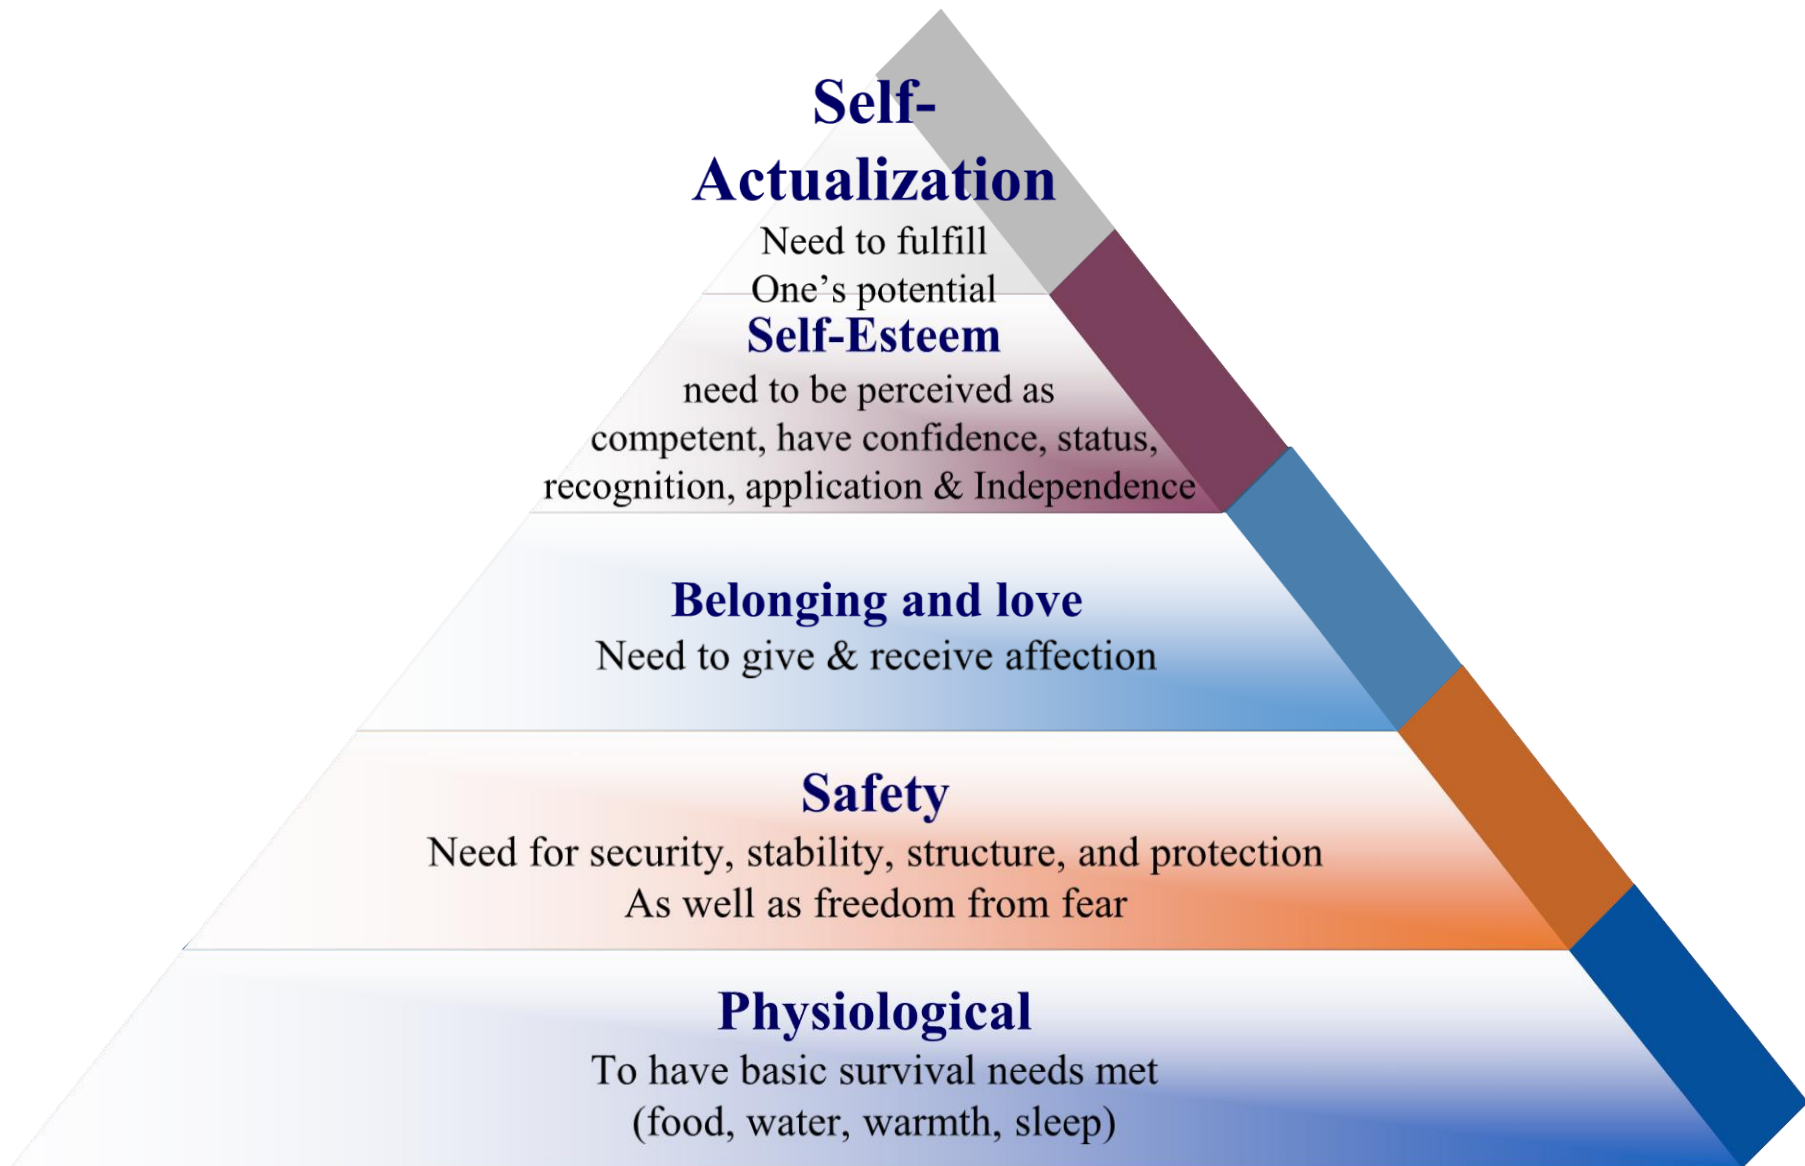 Self-
Actualization
Need to fulfill
One’s potential
Self-Esteem
need to be perceived as
competent, have confidence, status,
recognition, application & Independence
Belonging and love
Need to give & receive affection
Safety
Need for security, stability, structure, and protection
As well as freedom from fear
Physiological
To have basic survival needs met
(food, water, warmth, sleep)